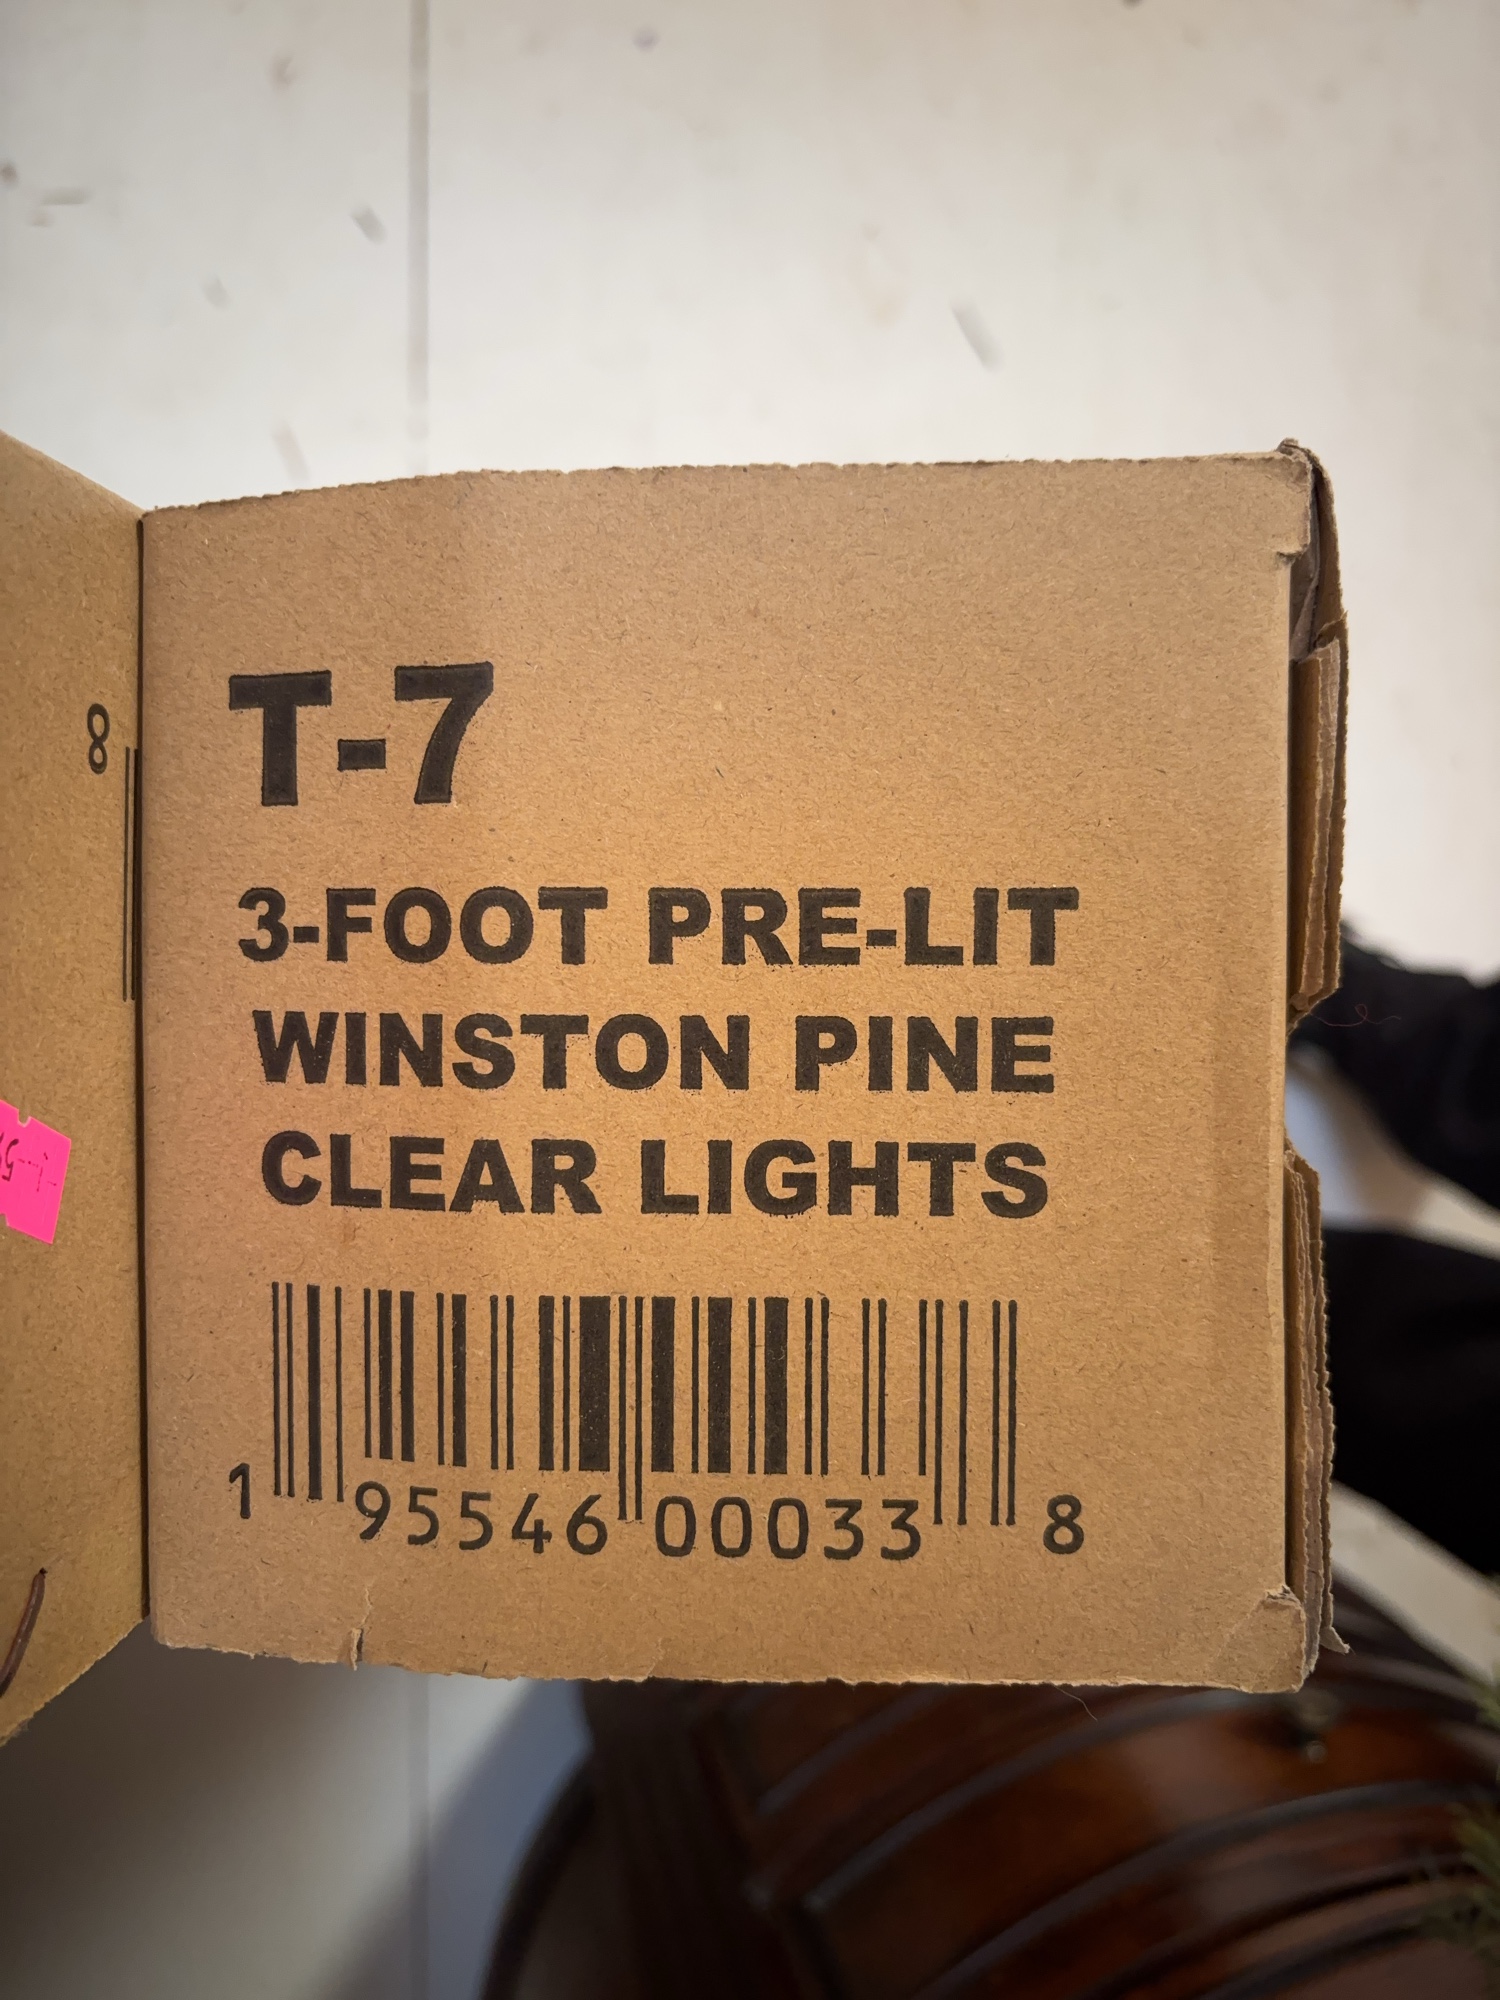 8
T-7
3-FOOT PRE-LIT
WINSTON PINE
CLEAR LIGHTS
1 95546 00033 8